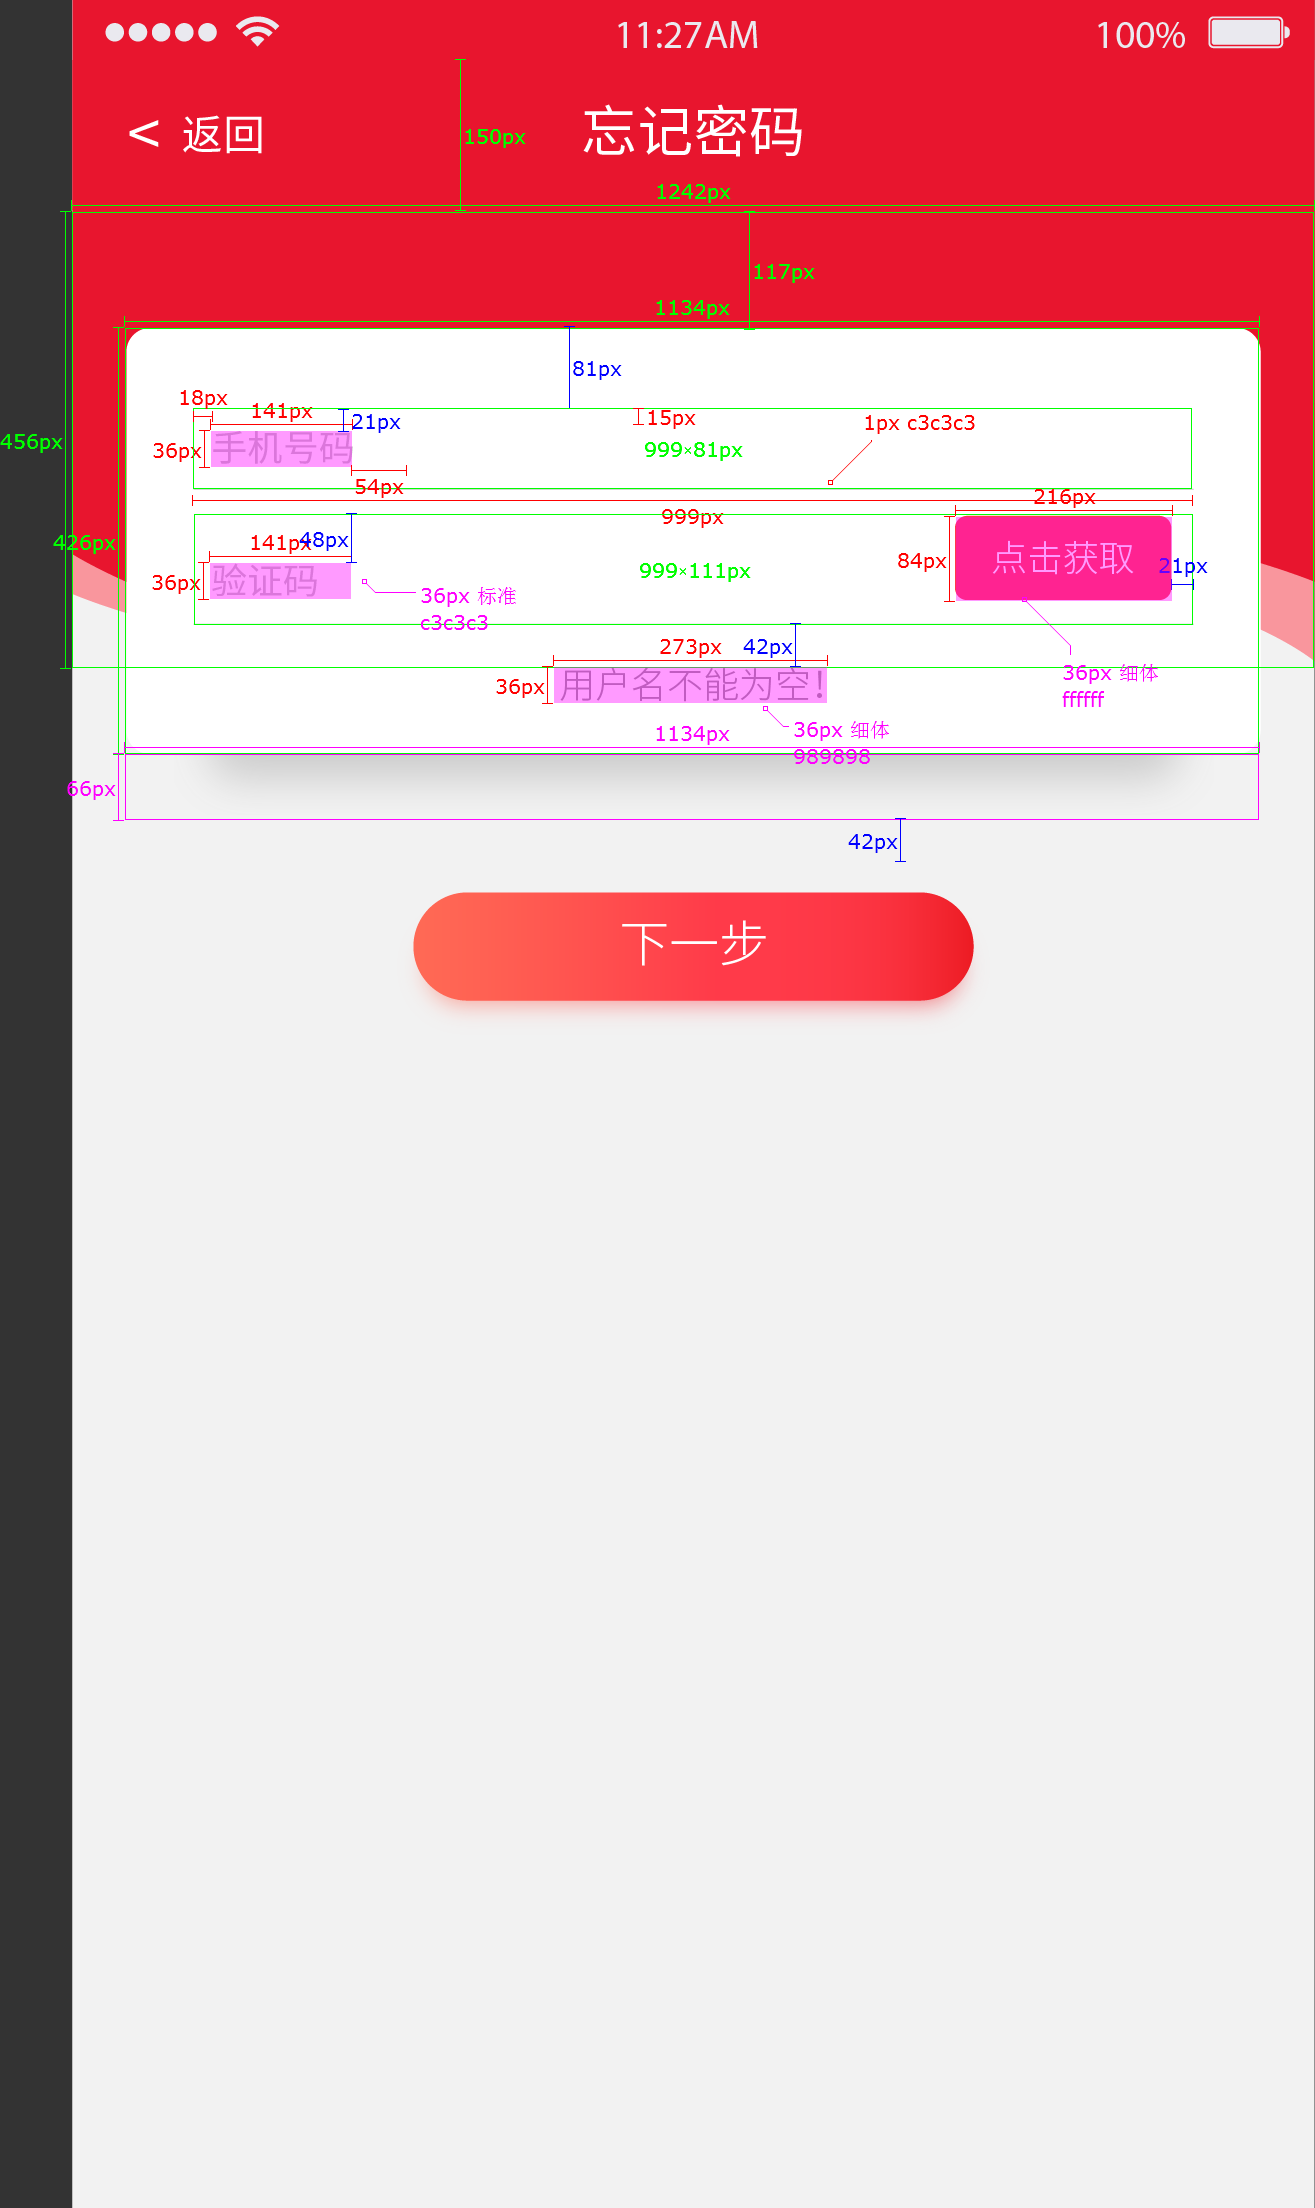 11:27AM
100%
< 返回
忘记密码
150px
1242px
117px
1134px
81px
18px
141px
21px
15px
1px c3c3c3
456px
36px
手机号码
999×81px
54px
216px
999px
426px
141px
48px
84px
点击获取
21px
36px
验证码
999×111px
36px 标准
c3c3c3
273px
42px
36px
用户名不能为空!
36px 细体
ffffff
1134px
36px 细体
989898
66px
42px
下一步